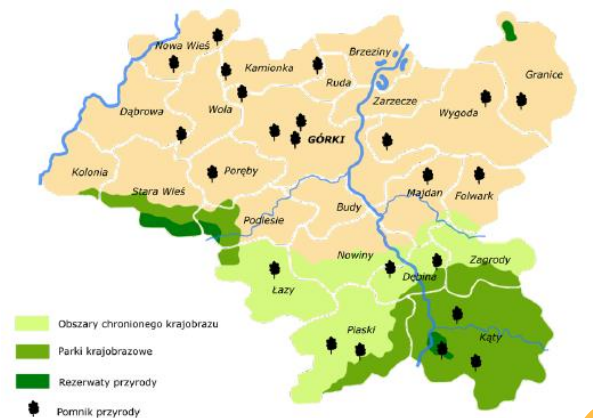 Nowa Wieś
Brzeziny
Kamionka
Ruda
Granice
Dąbrowa
Wola
Zarzecze
Wygoda
GÓRKI
Kolonia
Poręby
Stara Wieś
Majdan
Folwark
Podlesie
Budy
Nowiny
Zagrody
Dębina
Łazy
Piaski
Kąty
Obszary chronionego krajobrazu
Parki krajobrazowe
Rezerwaty przyrody
Pomnik przyrody